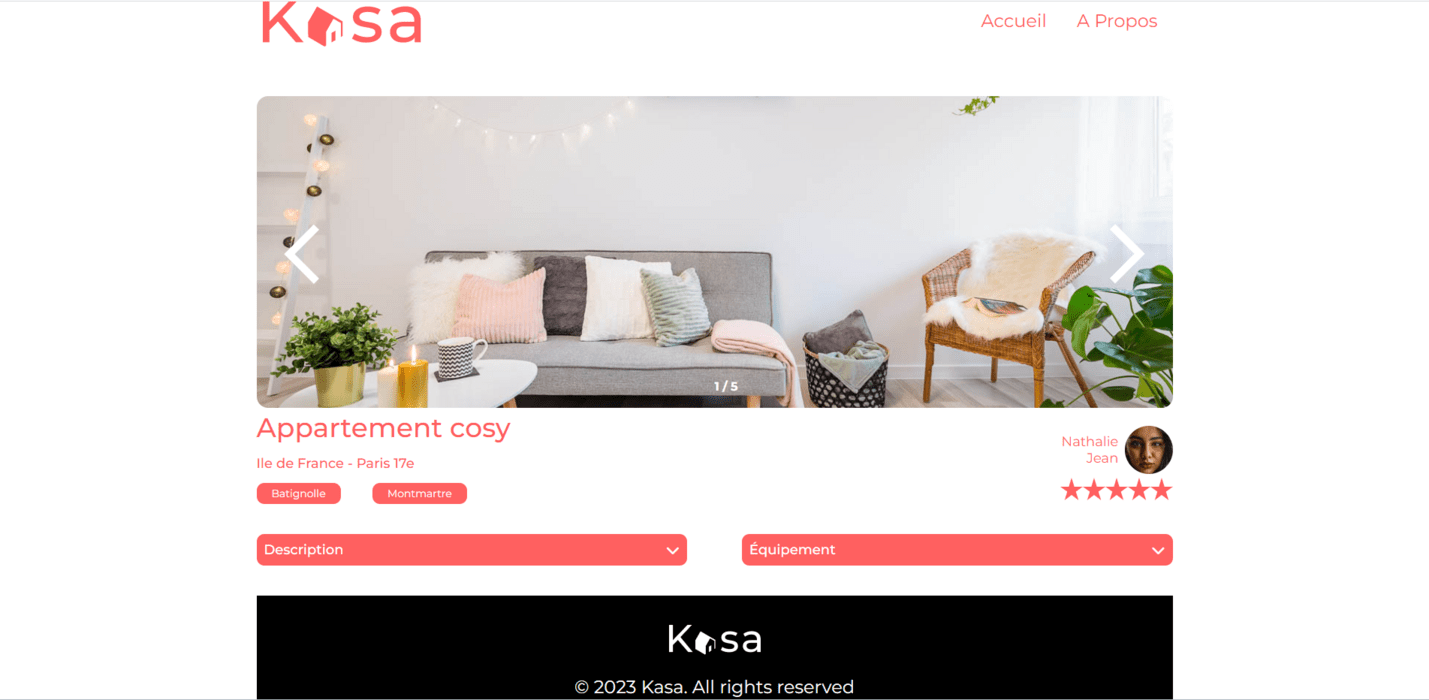 Kasa
Accueil A Propos
1 / 5
Appartement cosy
Ile de France - Paris 17e
Batignolle Montmartre
Nathalie
Jean
Description
Équipement
Kasa
© 2023 Kasa. All rights reserved